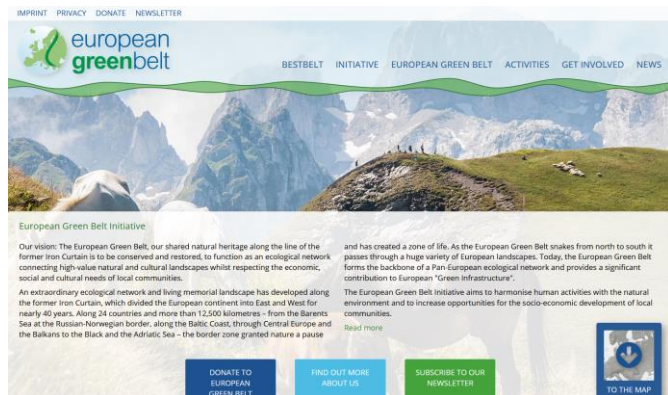 IMPRINT PRIVACY DONATE NEWSLETTER
european
greenbelt
BESTBELT INITIATIVE EUROPEAN GREEN BELT ACTIVITIES GET INVOLVED NEWS
European Green Belt Initiative
Our vision: The European Green Belt, our shared natural heritage along the line of the
former Iron Curtain is to be conserved and restored, to function as an ecological network
connecting high-value natural and cultural landscapes whilst respecting the economic,
social and cultural needs of local communities.
An extraordinary ecological network and living memorial landscape has developed along
the former Iron Curtain, which divided the European continent into East and West for
nearly 40 years. Along 24 countries and more than 12,500 kilometres – from the Barents
Sea at the Russian-Norwegian border, along the Baltic Coast, through Central Europe and
the Balkans to the Black and the Adriatic Sea – the border zone granted nature a pause
and has created a zone of life. As the European Green Belt snakes from north to south it
passes through a huge variety of European landscapes. Today, the European Green Belt
forms the backbone of a Pan-European ecological network and provides a significant
contribution to European "Green Infrastructure".
The European Green Belt Initiative aims to harmonise human activities with the natural
environment and to increase opportunities for the socio-economic development of local
communities.
Read more
DONATE TO
EUROPEAN
GREEN BELT
FIND OUT MORE
ABOUT US
SUBSCRIBE TO OUR
NEWSLETTER
TO THE MAP